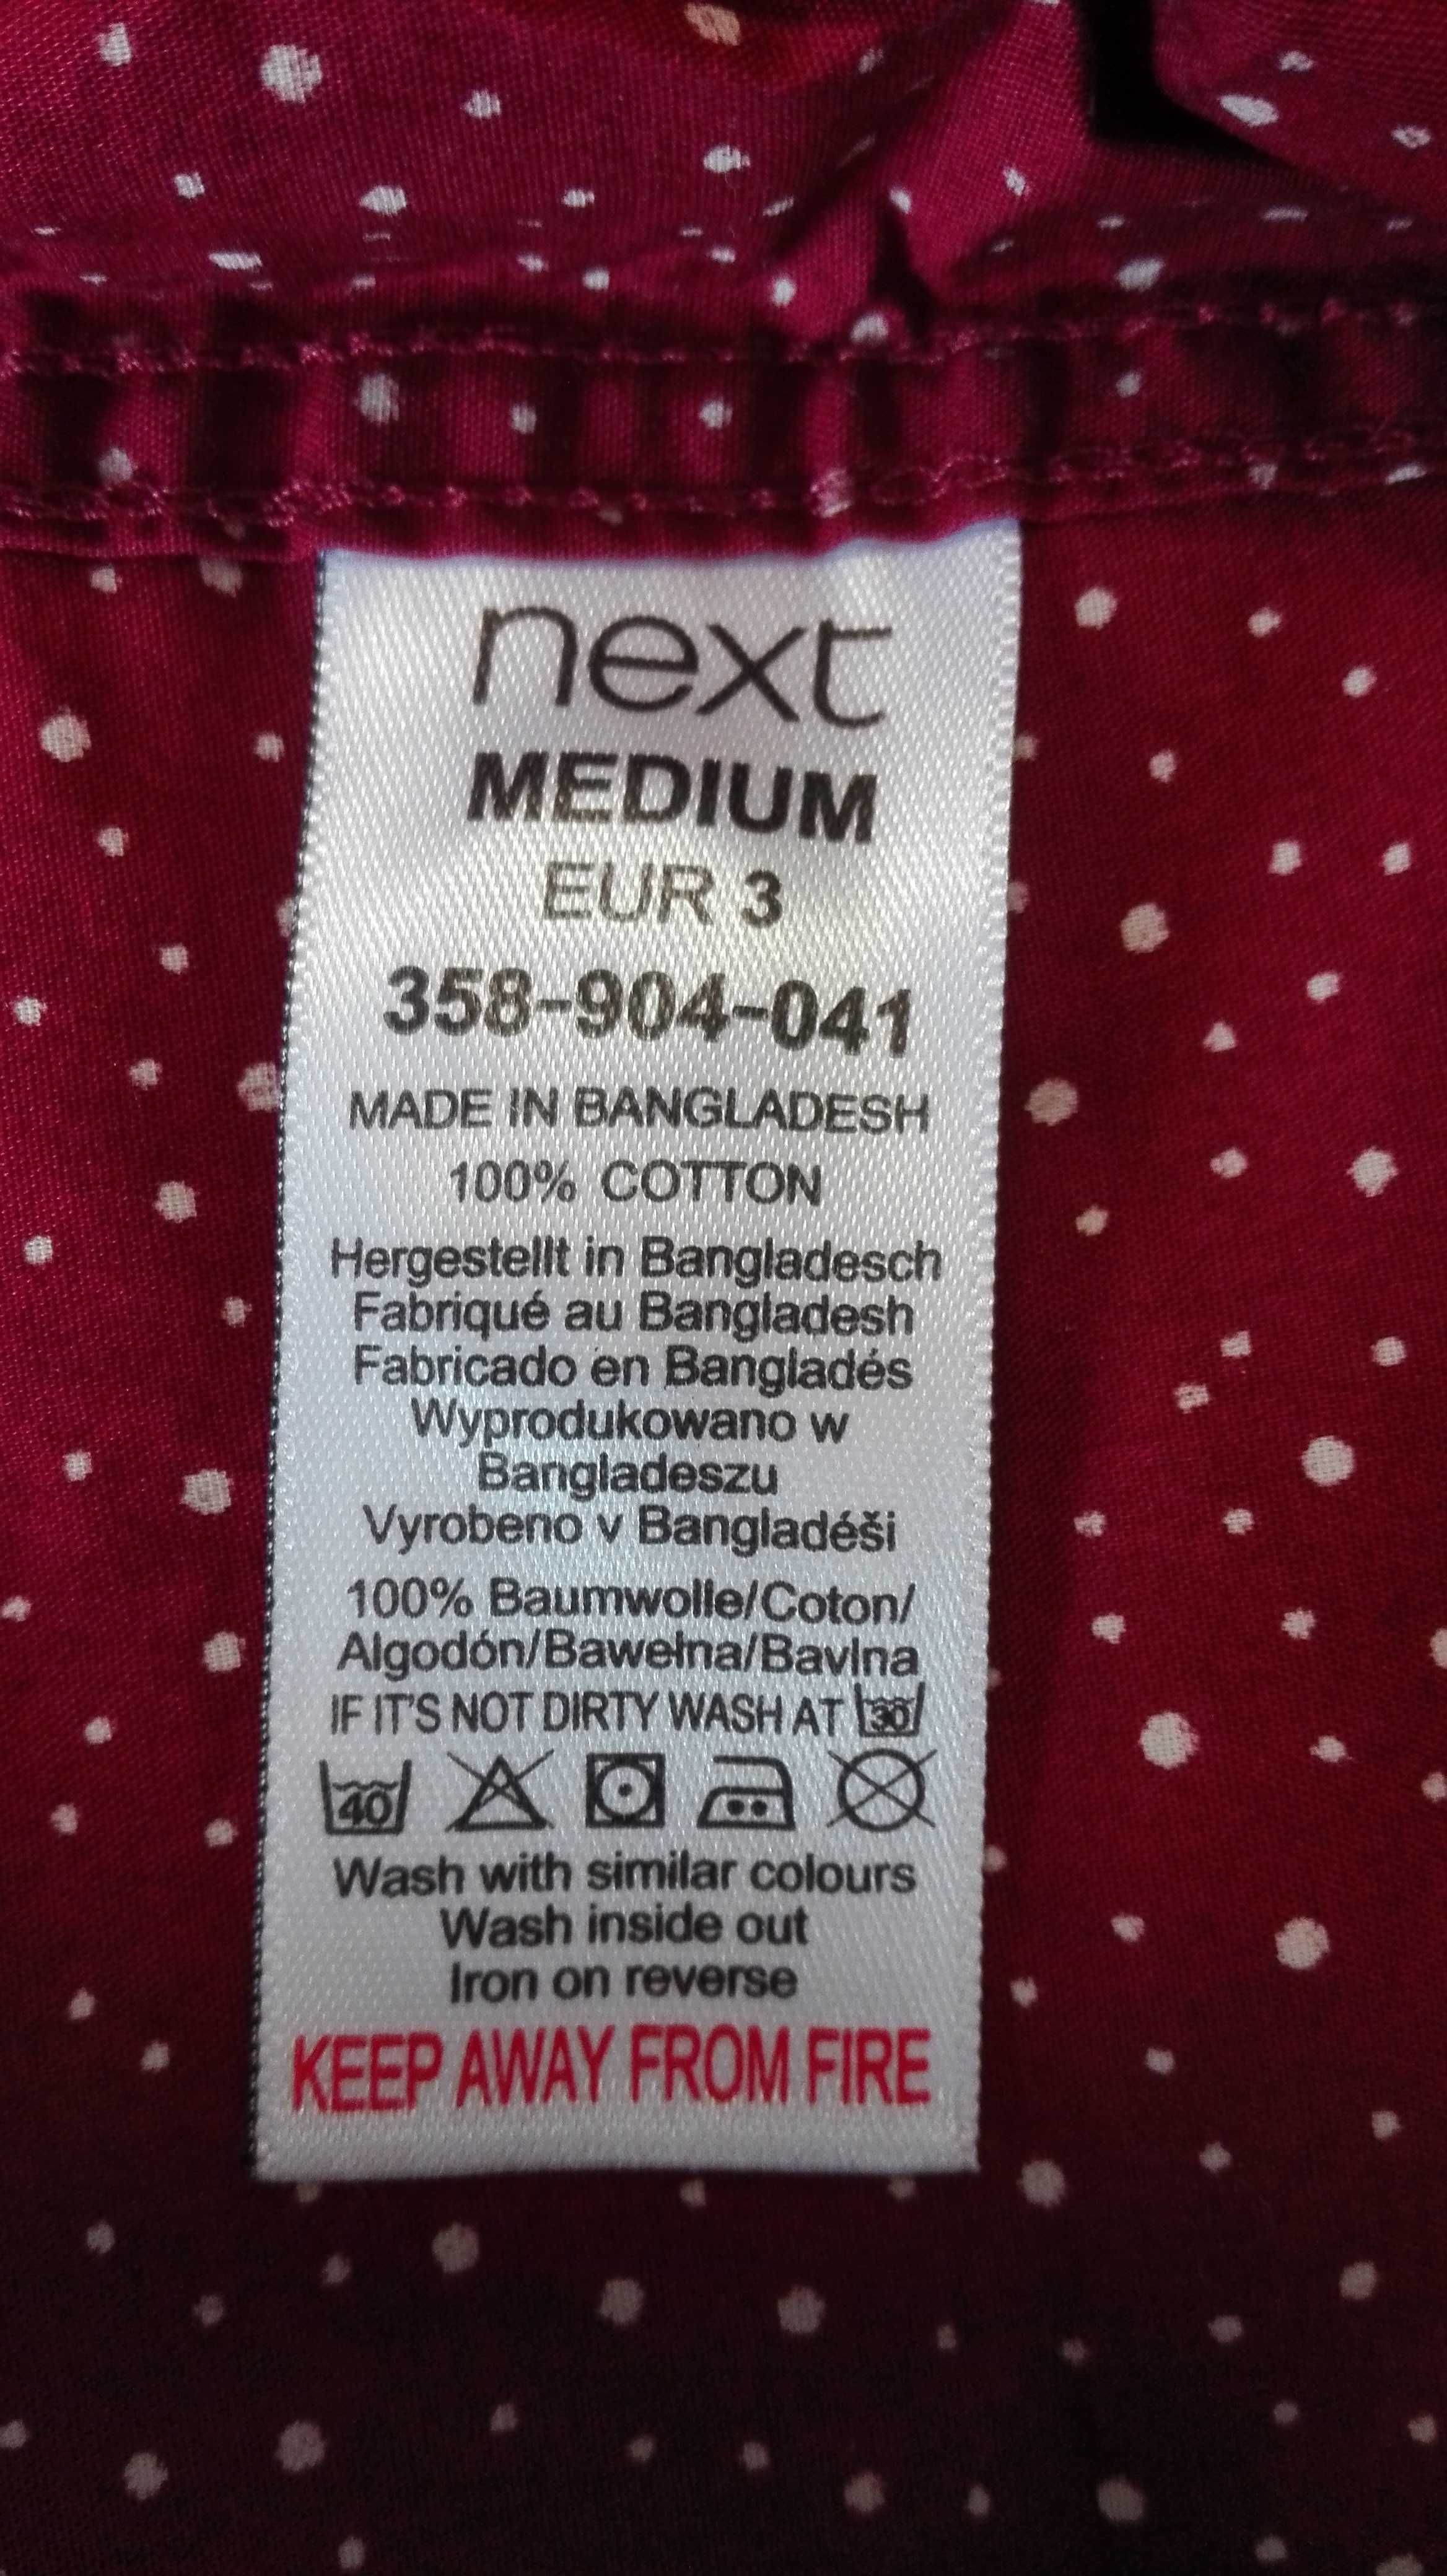 next
MEDIUM
EUR 3
358-904-041
MADE IN BANGLADESH
100% COTTON
Hergestellt in Bangladesch
Fabriqué au Bangladesh
Fabricado en Bangladés
Wyprodukowano w
Bangladeszu
Vyrobeno v Bangladéši
100% Baumwolle/Coton/
Algodón/Bawełna/Bavlna
IF IT'S NOT DIRTY WASH AT 30
40
Wash with similar colours
Wash inside out
Iron on reverse
KEEP AWAY FROM FIRE